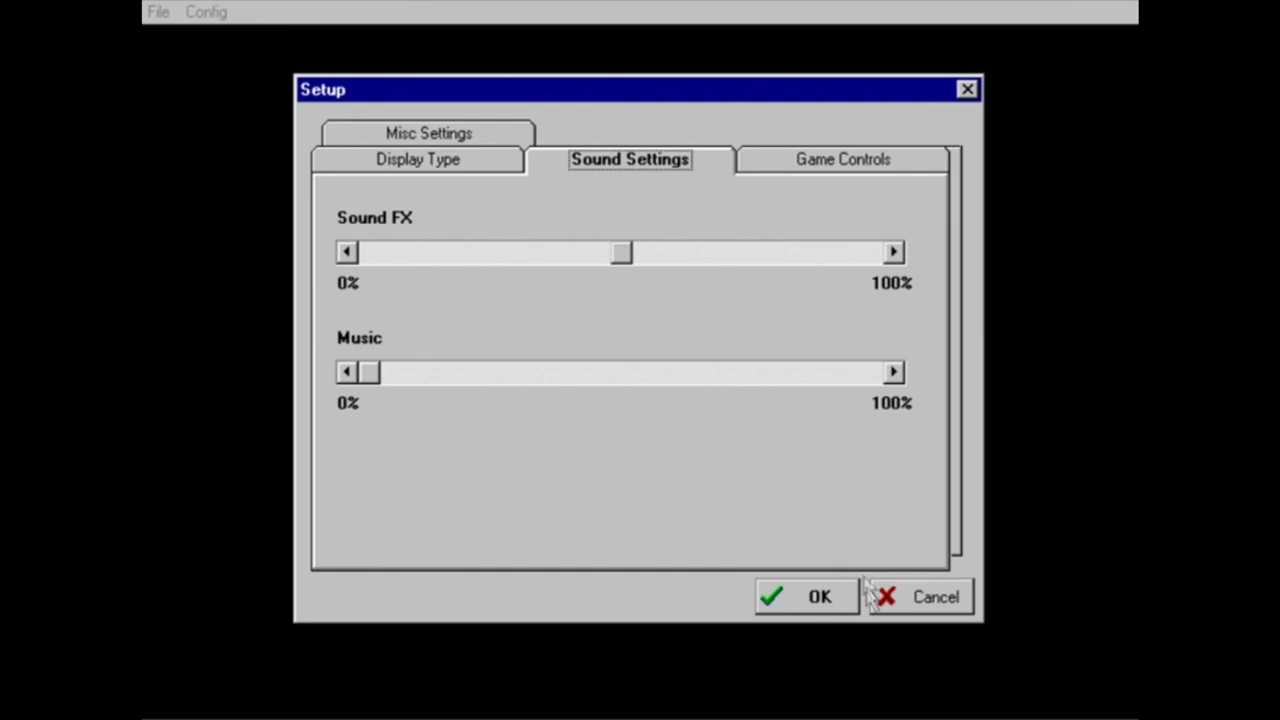 File Config
Setup
Misc Settings
Display Type Sound Settings Game Controls
Sound FX
0% 100%
Music
0% 100%
OK Cancel